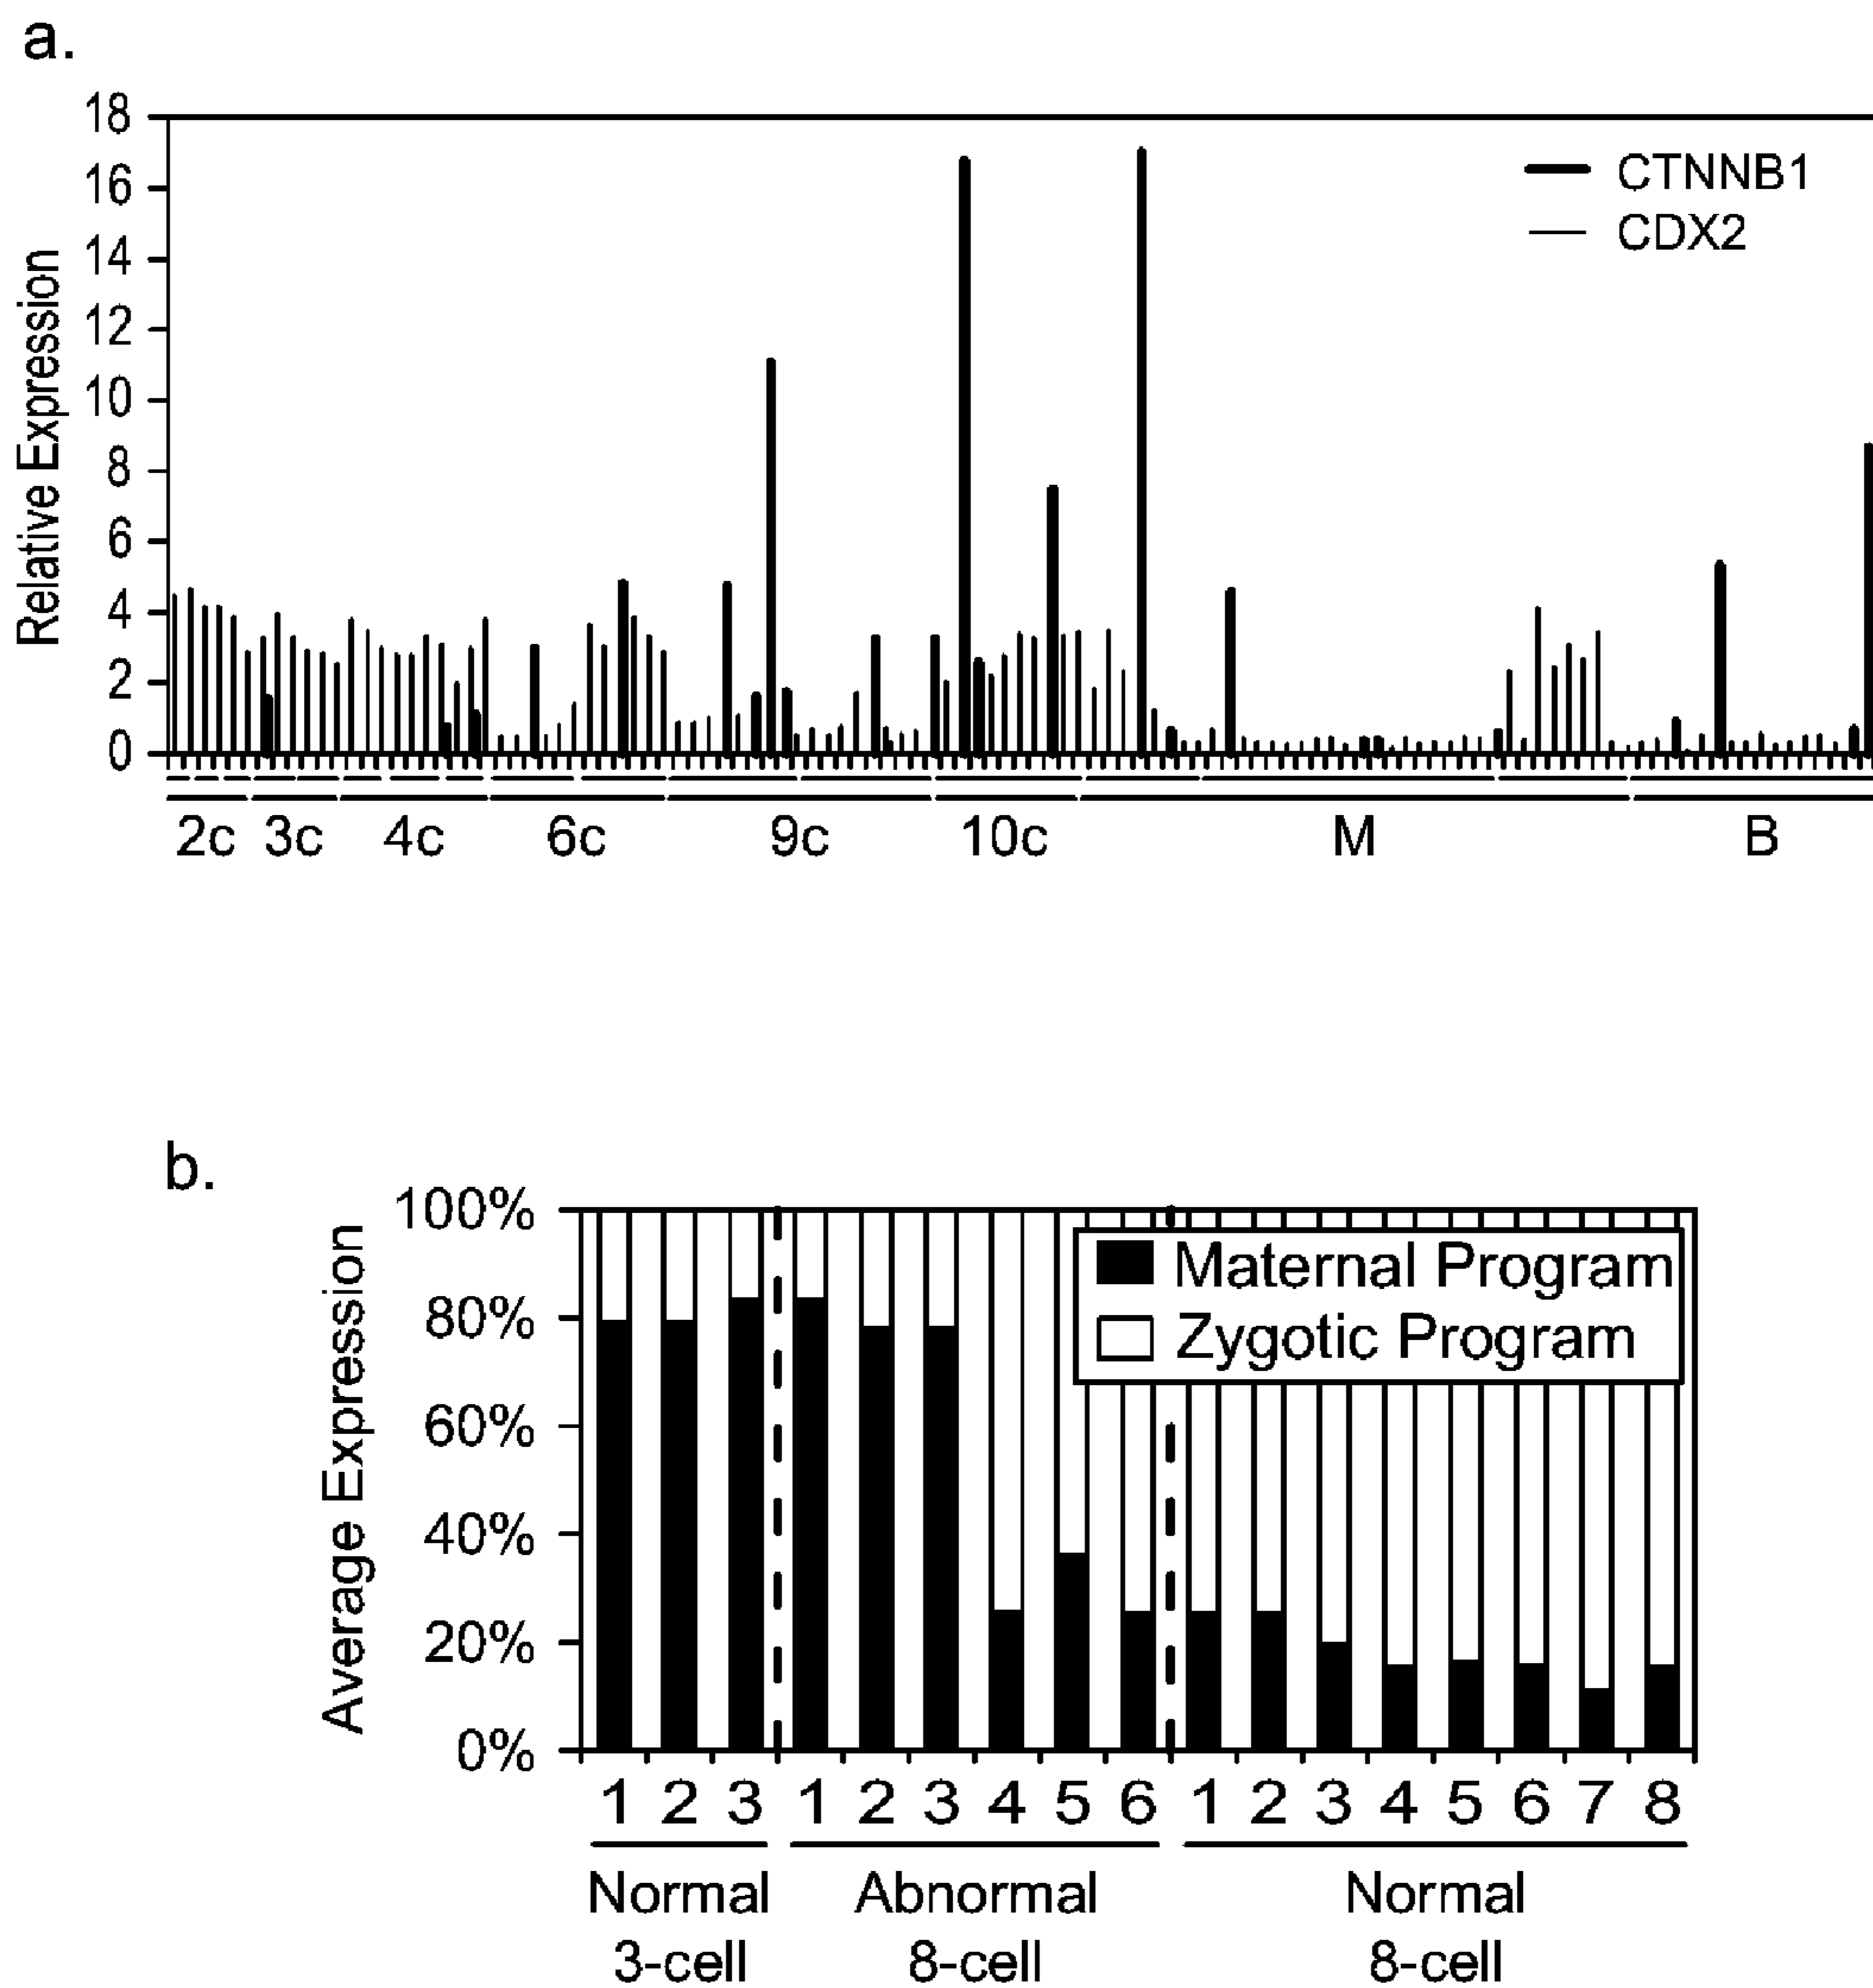 a.
Relative Expression
18
16
14
12
10
8
6
4
2
0
CTNNB1
CDX2
2c 3c 4c 6c 9c 10c M B
b.
Average Expression
100%
80%
60%
40%
20%
0%
Maternal Program
Zygotic Program
1 2 3 1 2 3 4 5 6 1 2 3 4 5 6 7 8
Normal Abnormal Normal
3-cell 8-cell 8-cell